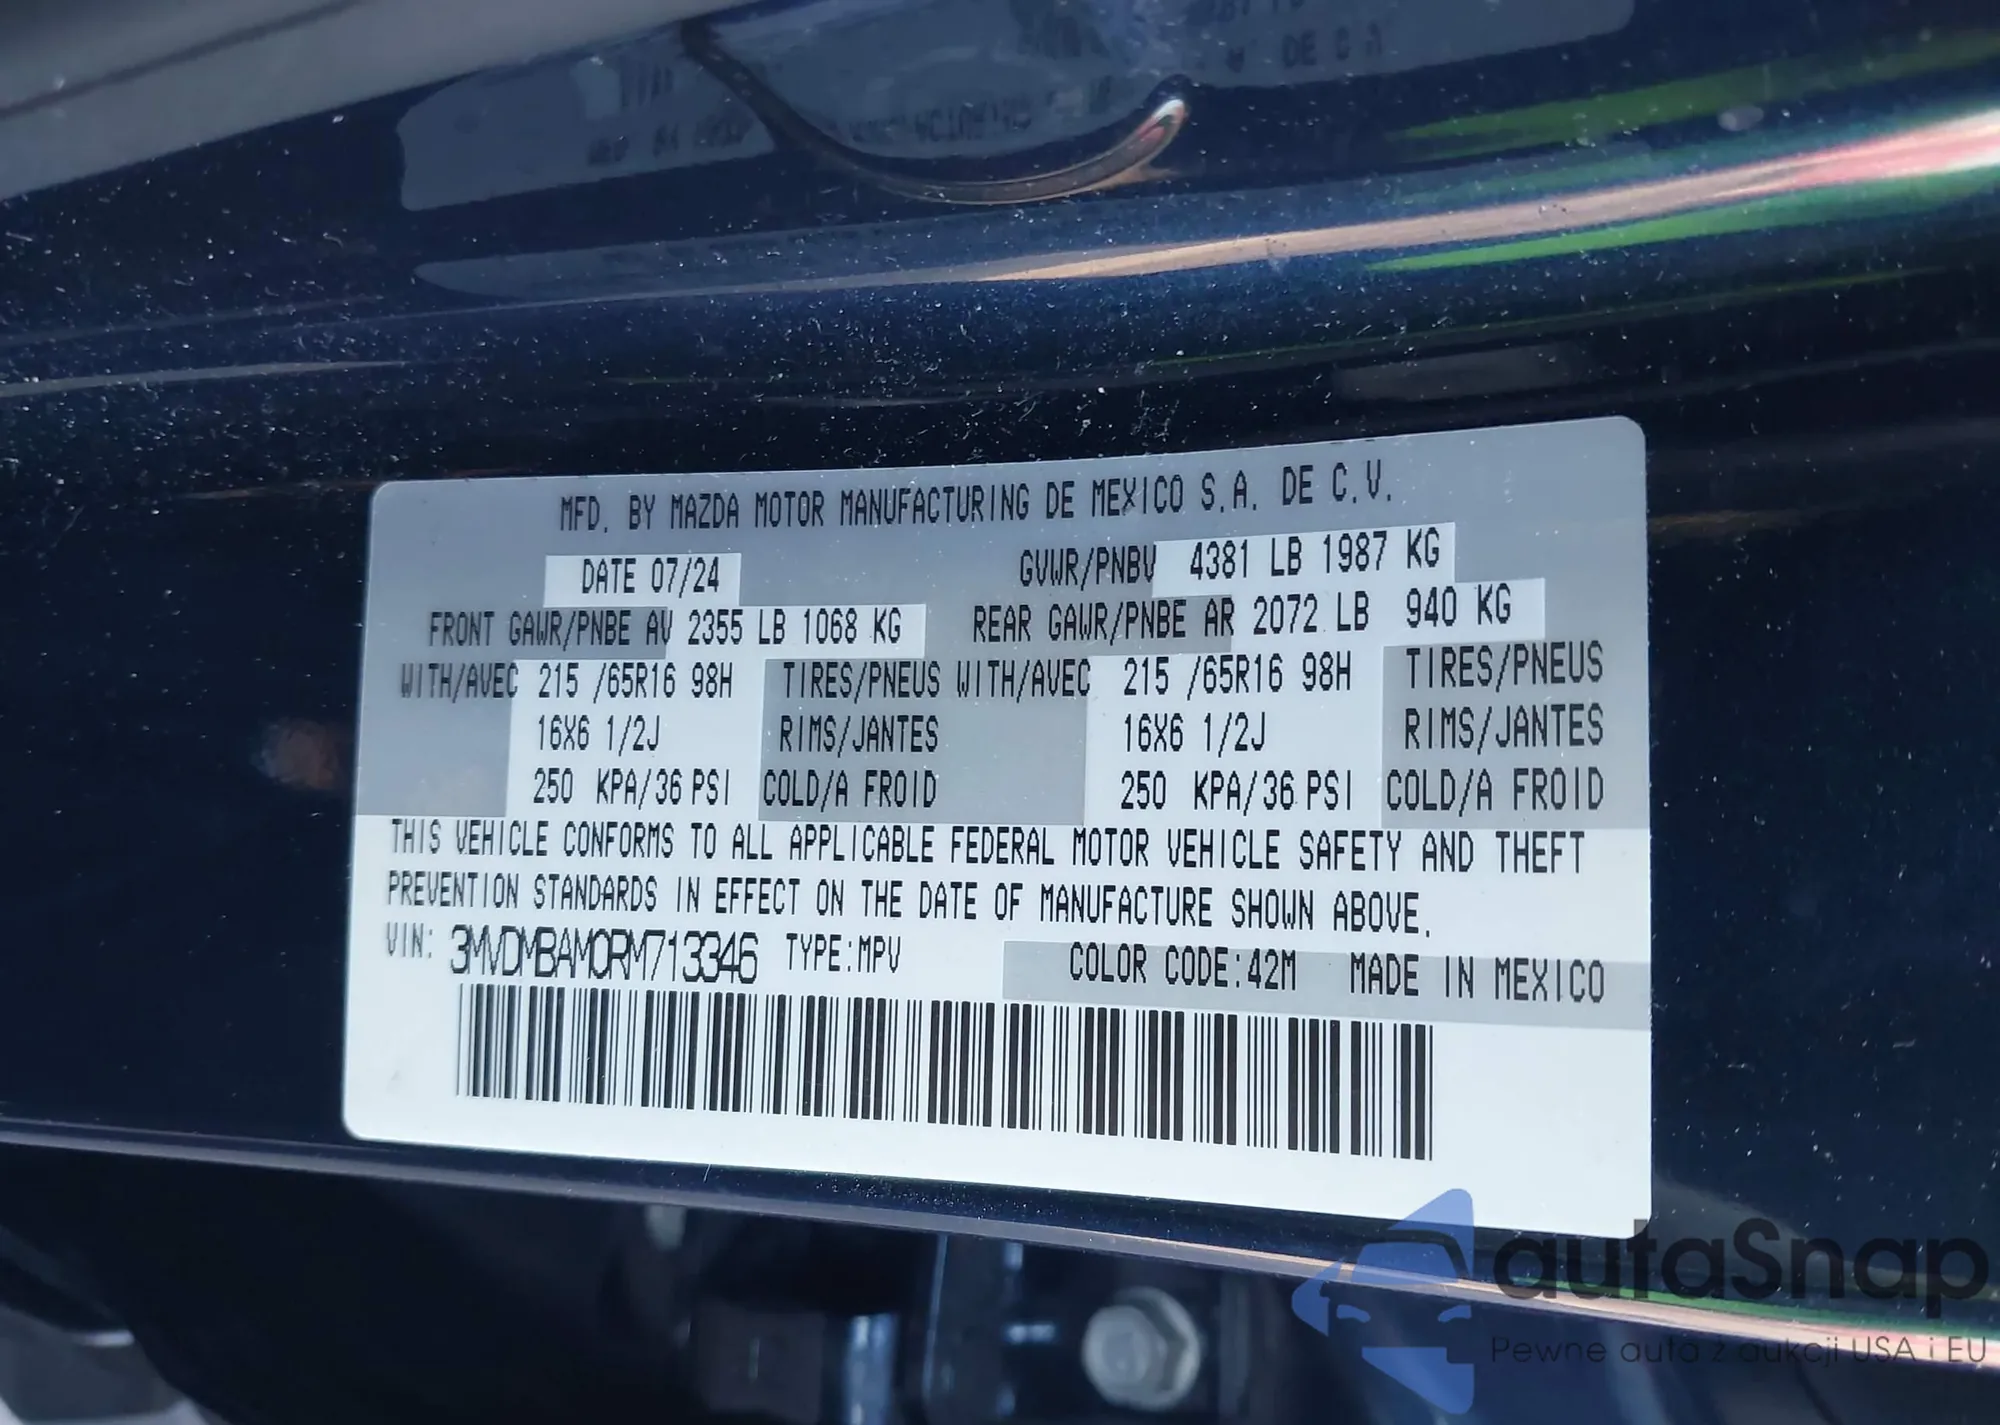 MFD. BY MAZDA MOTOR MANUFACTURING DE MEXICO S.A. DE C.V.
DATE 07/24 GVWR/PNBV 4381 LB 1987 KG
FRONT GAWR/PNBE AV 2355 LB 1068 KG REAR GAWR/PNBE AR 2072 LB 940 KG
WITH/AVEC 215 /65R16 98H TIRES/PNEUS WITH/AVEC 215 /65R16 98H TIRES/PNEUS
16X6 1/2J RIMS/JANTES 16X6 1/2J RIMS/JANTES
250 KPA/36 PSI COLD/A FROID 250 KPA/36 PSI COLD/A FROID
THIS VEHICLE CONFORMS TO ALL APPLICABLE FEDERAL MOTOR VEHICLE SAFETY AND THEFT
PREVENTION STANDARDS IN EFFECT ON THE DATE OF MANUFACTURE SHOWN ABOVE.
VIN: 3MVDMBAM0RM713346 TYPE:MPV COLOR CODE:42M MADE IN MEXICO
autaSnap
Pewne auta z aukcji USA i EU